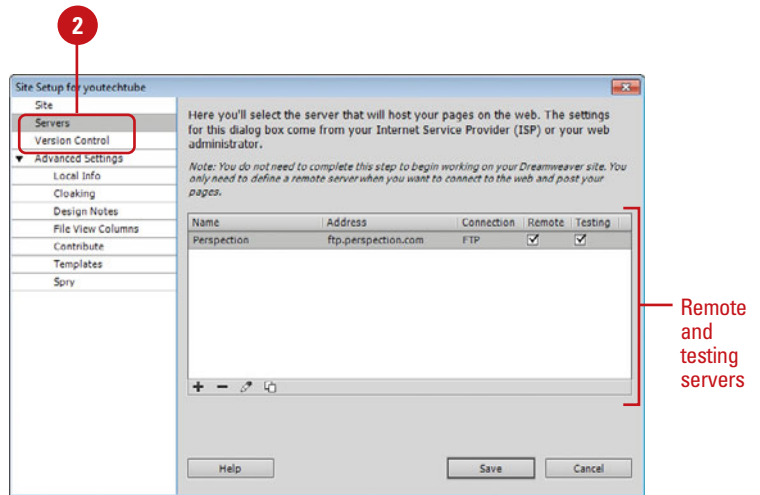 2
Site Setup for youtechtube
Site
Servers
Version Control
Advanced Settings
Local Info
Cloaking
Design Notes
File View Columns
Contribute
Templates
Spry
Here you'll select the server that will host your pages on the web. The settings
for this dialog box come from your Internet Service Provider (ISP) or your web
administrator.
Note: You do not need to complete this step to begin working on your Dreamweaver site. You
only need to define a remote server when you want to connect to the web and post your
pages.
Name Address Connection Remote Testing
Perspection ftp.perspection.com FTP
Help Save Cancel
Remote
and
testing
servers